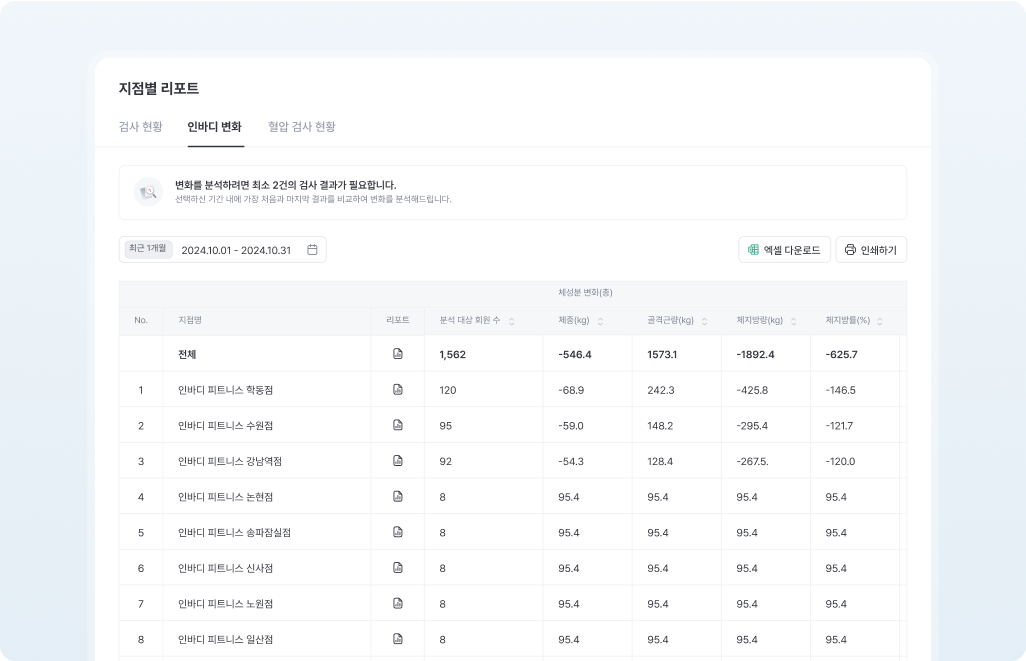 지점별 리포트
검사 현황 인바디 변화 혈압 검사 현황
변화를 분석하려면 최소 2건의 검사 결과가 필요합니다.
선택하신 기간 내에 가장 처음과 마지막 결과를 비교하여 변화를 분석해드립니다.
최근 1개월 2024.10.01 - 2024.10.31 엑셀 다운로드 인쇄하기
체성분 변화(총)
No. 지점명 리포트 분석 대상 회원 수 체중(kg) 골격근량(kg) 체지방량(kg) 체지방률(%)
전체 1,562 -546.4 1573.1 -1892.4 -625.7
1 인바디 피트니스 학동점 120 -68.9 242.3 -425.8 -146.5
2 인바디 피트니스 수원점 95 -59.0 148.2 -295.4 -121.7
3 인바디 피트니스 강남역점 92 -54.3 128.4 -267.5. -120.0
4 인바디 피트니스 논현점 8 95.4 95.4 95.4 95.4
5 인바디 피트니스 송파잠실점 8 95.4 95.4 95.4 95.4
6 인바디 피트니스 신사점 8 95.4 95.4 95.4 95.4
7 인바디 피트니스 노원점 8 95.4 95.4 95.4 95.4
8 인바디 피트니스 일산점 8 95.4 95.4 95.4 95.4